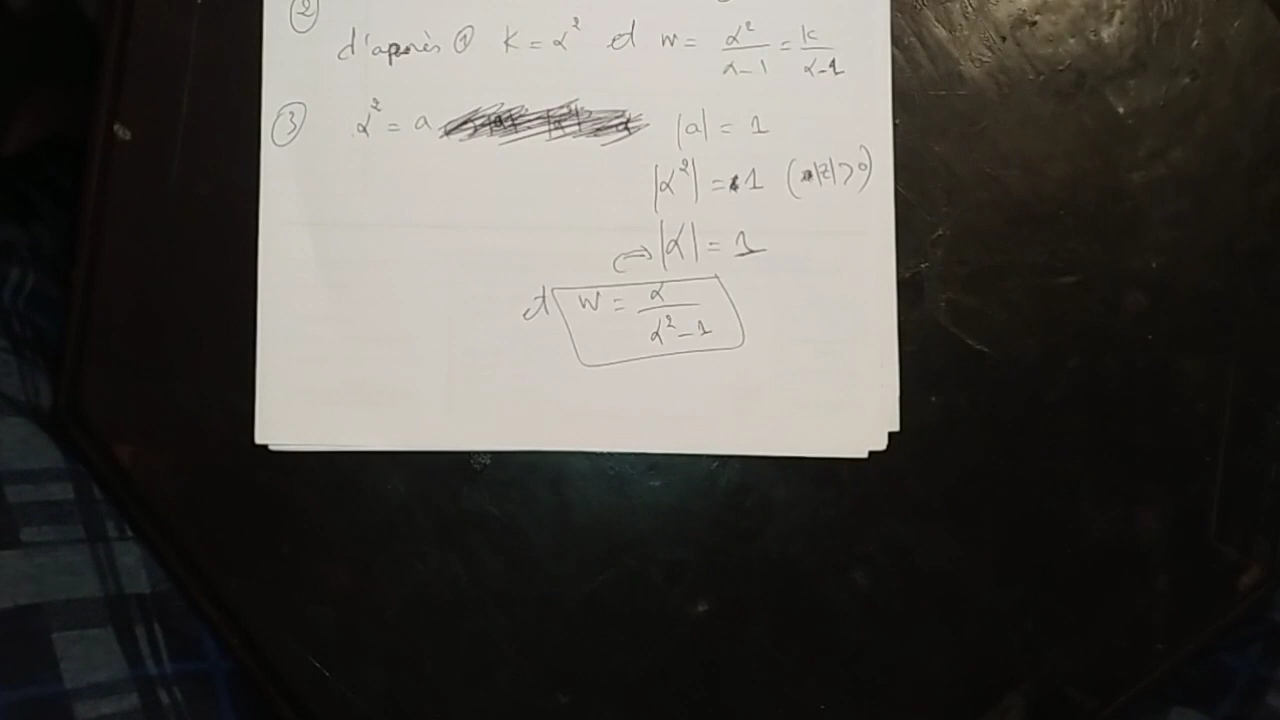 ②
d'après ① K = α² et w = α²/(α-1) = k/(α-1)
③ α² = a |a| = 1
|α²| = 1 (|z|>0)
⇒ |α| = 1
et w = α/(α²-1)